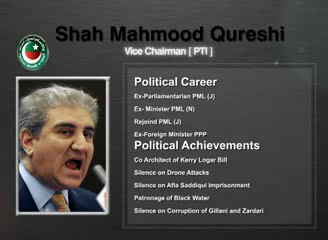 Shah Mahmood Qureshi
Vice Chairman [ PTI ]
Political Career
Ex-Parliamentarian PML (J)
Ex- Minister PML (N)
Rejoind PML (J)
Ex-Foreign Minister PPP
Political Achievements
Co Architect of Kerry Logar Bill
Silence on Drone Attacks
Silence on Afia Saddiqui Imprisonment
Patronage of Black Water
Silence on Corruption of Gillani and Zardari